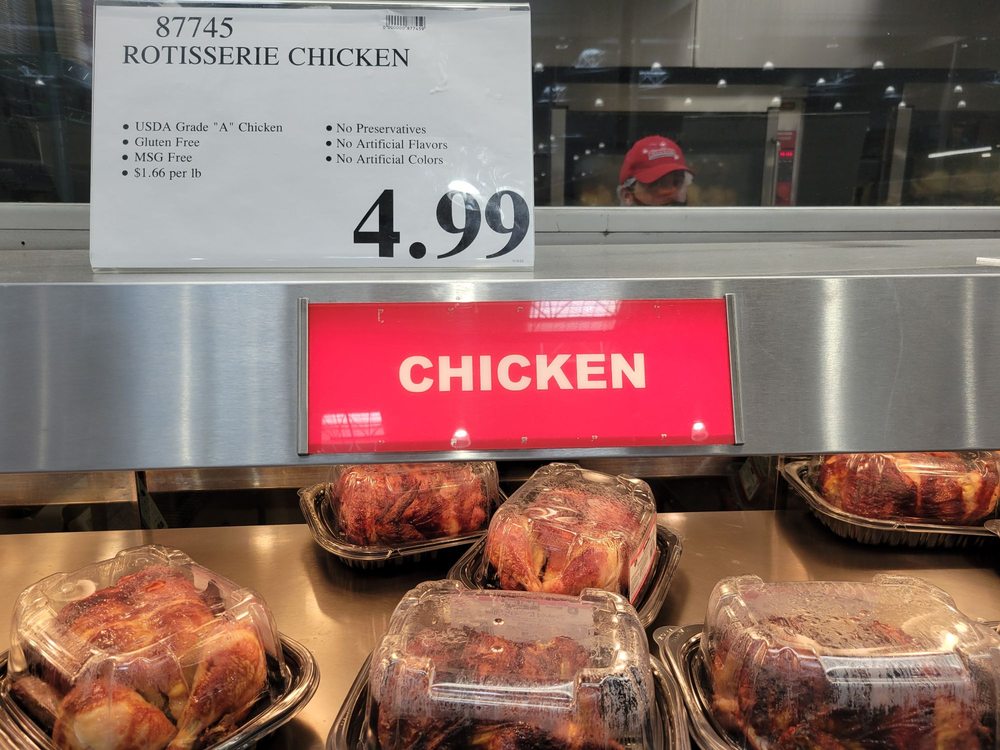 87745
ROTISSERIE CHICKEN
• USDA Grade "A" Chicken
• Gluten Free
• MSG Free
• $1.66 per lb
• No Preservatives
• No Artificial Flavors
• No Artificial Colors
4.99
CHICKEN